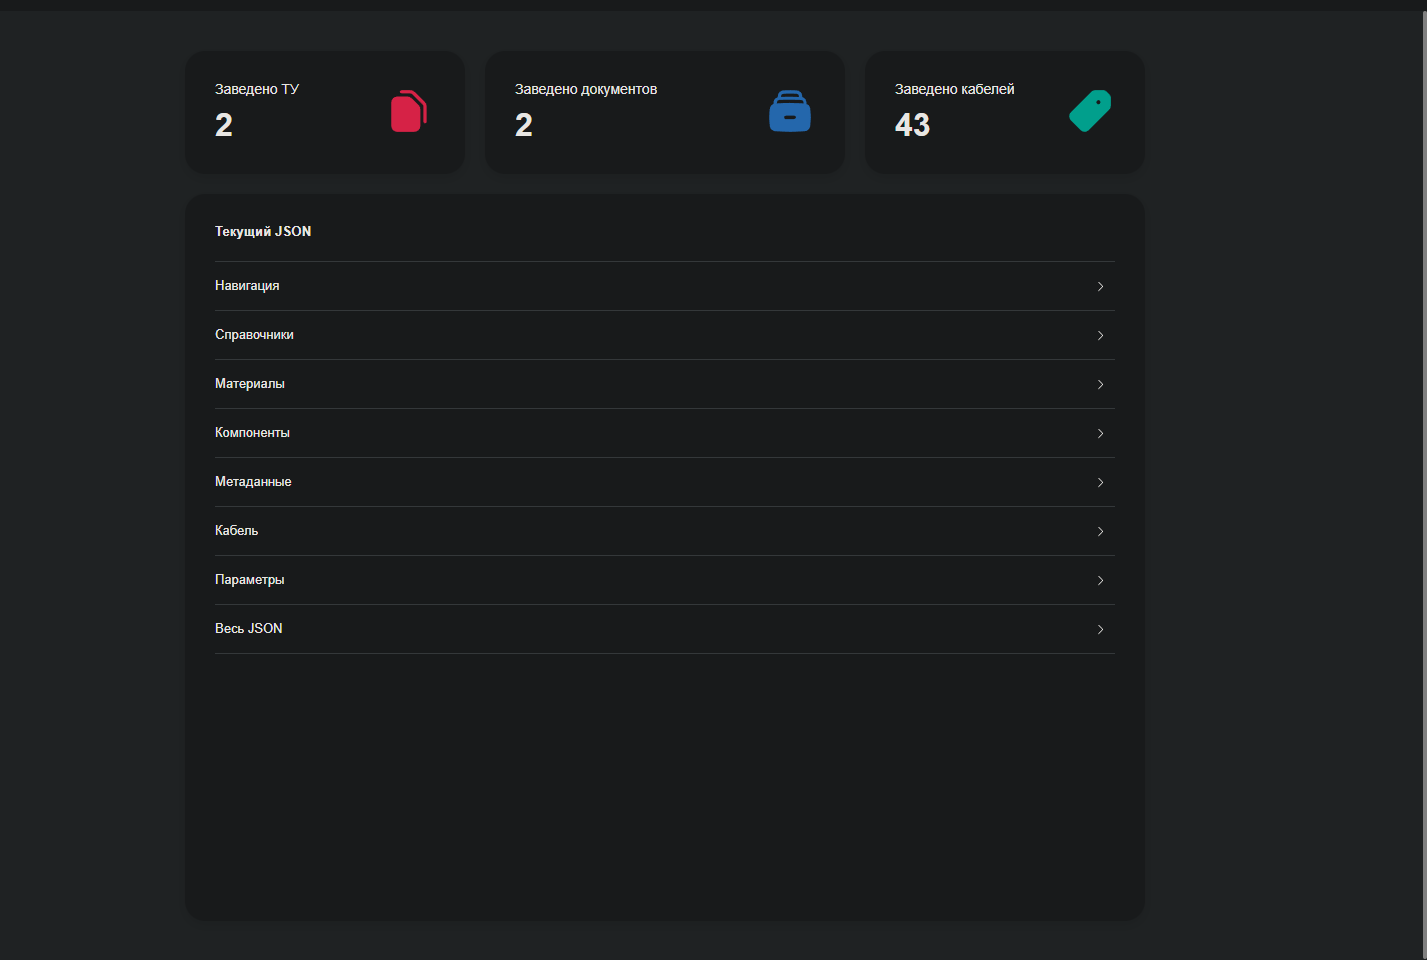 Заведено ТУ
2
Заведено документов
2
Заведено кабелей
43
Текущий JSON
Навигация
Справочники
Материалы
Компоненты
Метаданные
Кабель
Параметры
Весь JSON